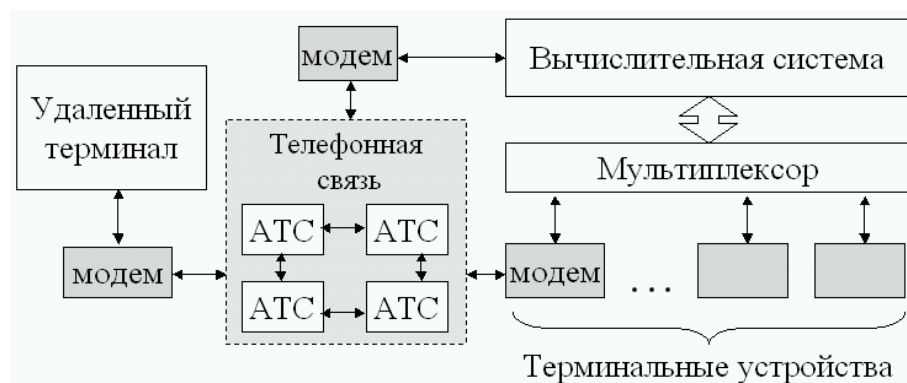 модем
Вычислительная система
Удаленный
терминал
Телефонная
связь
Мультиплексор
АТС АТС
модем
модем
...
АТС АТС
Терминальные устройства